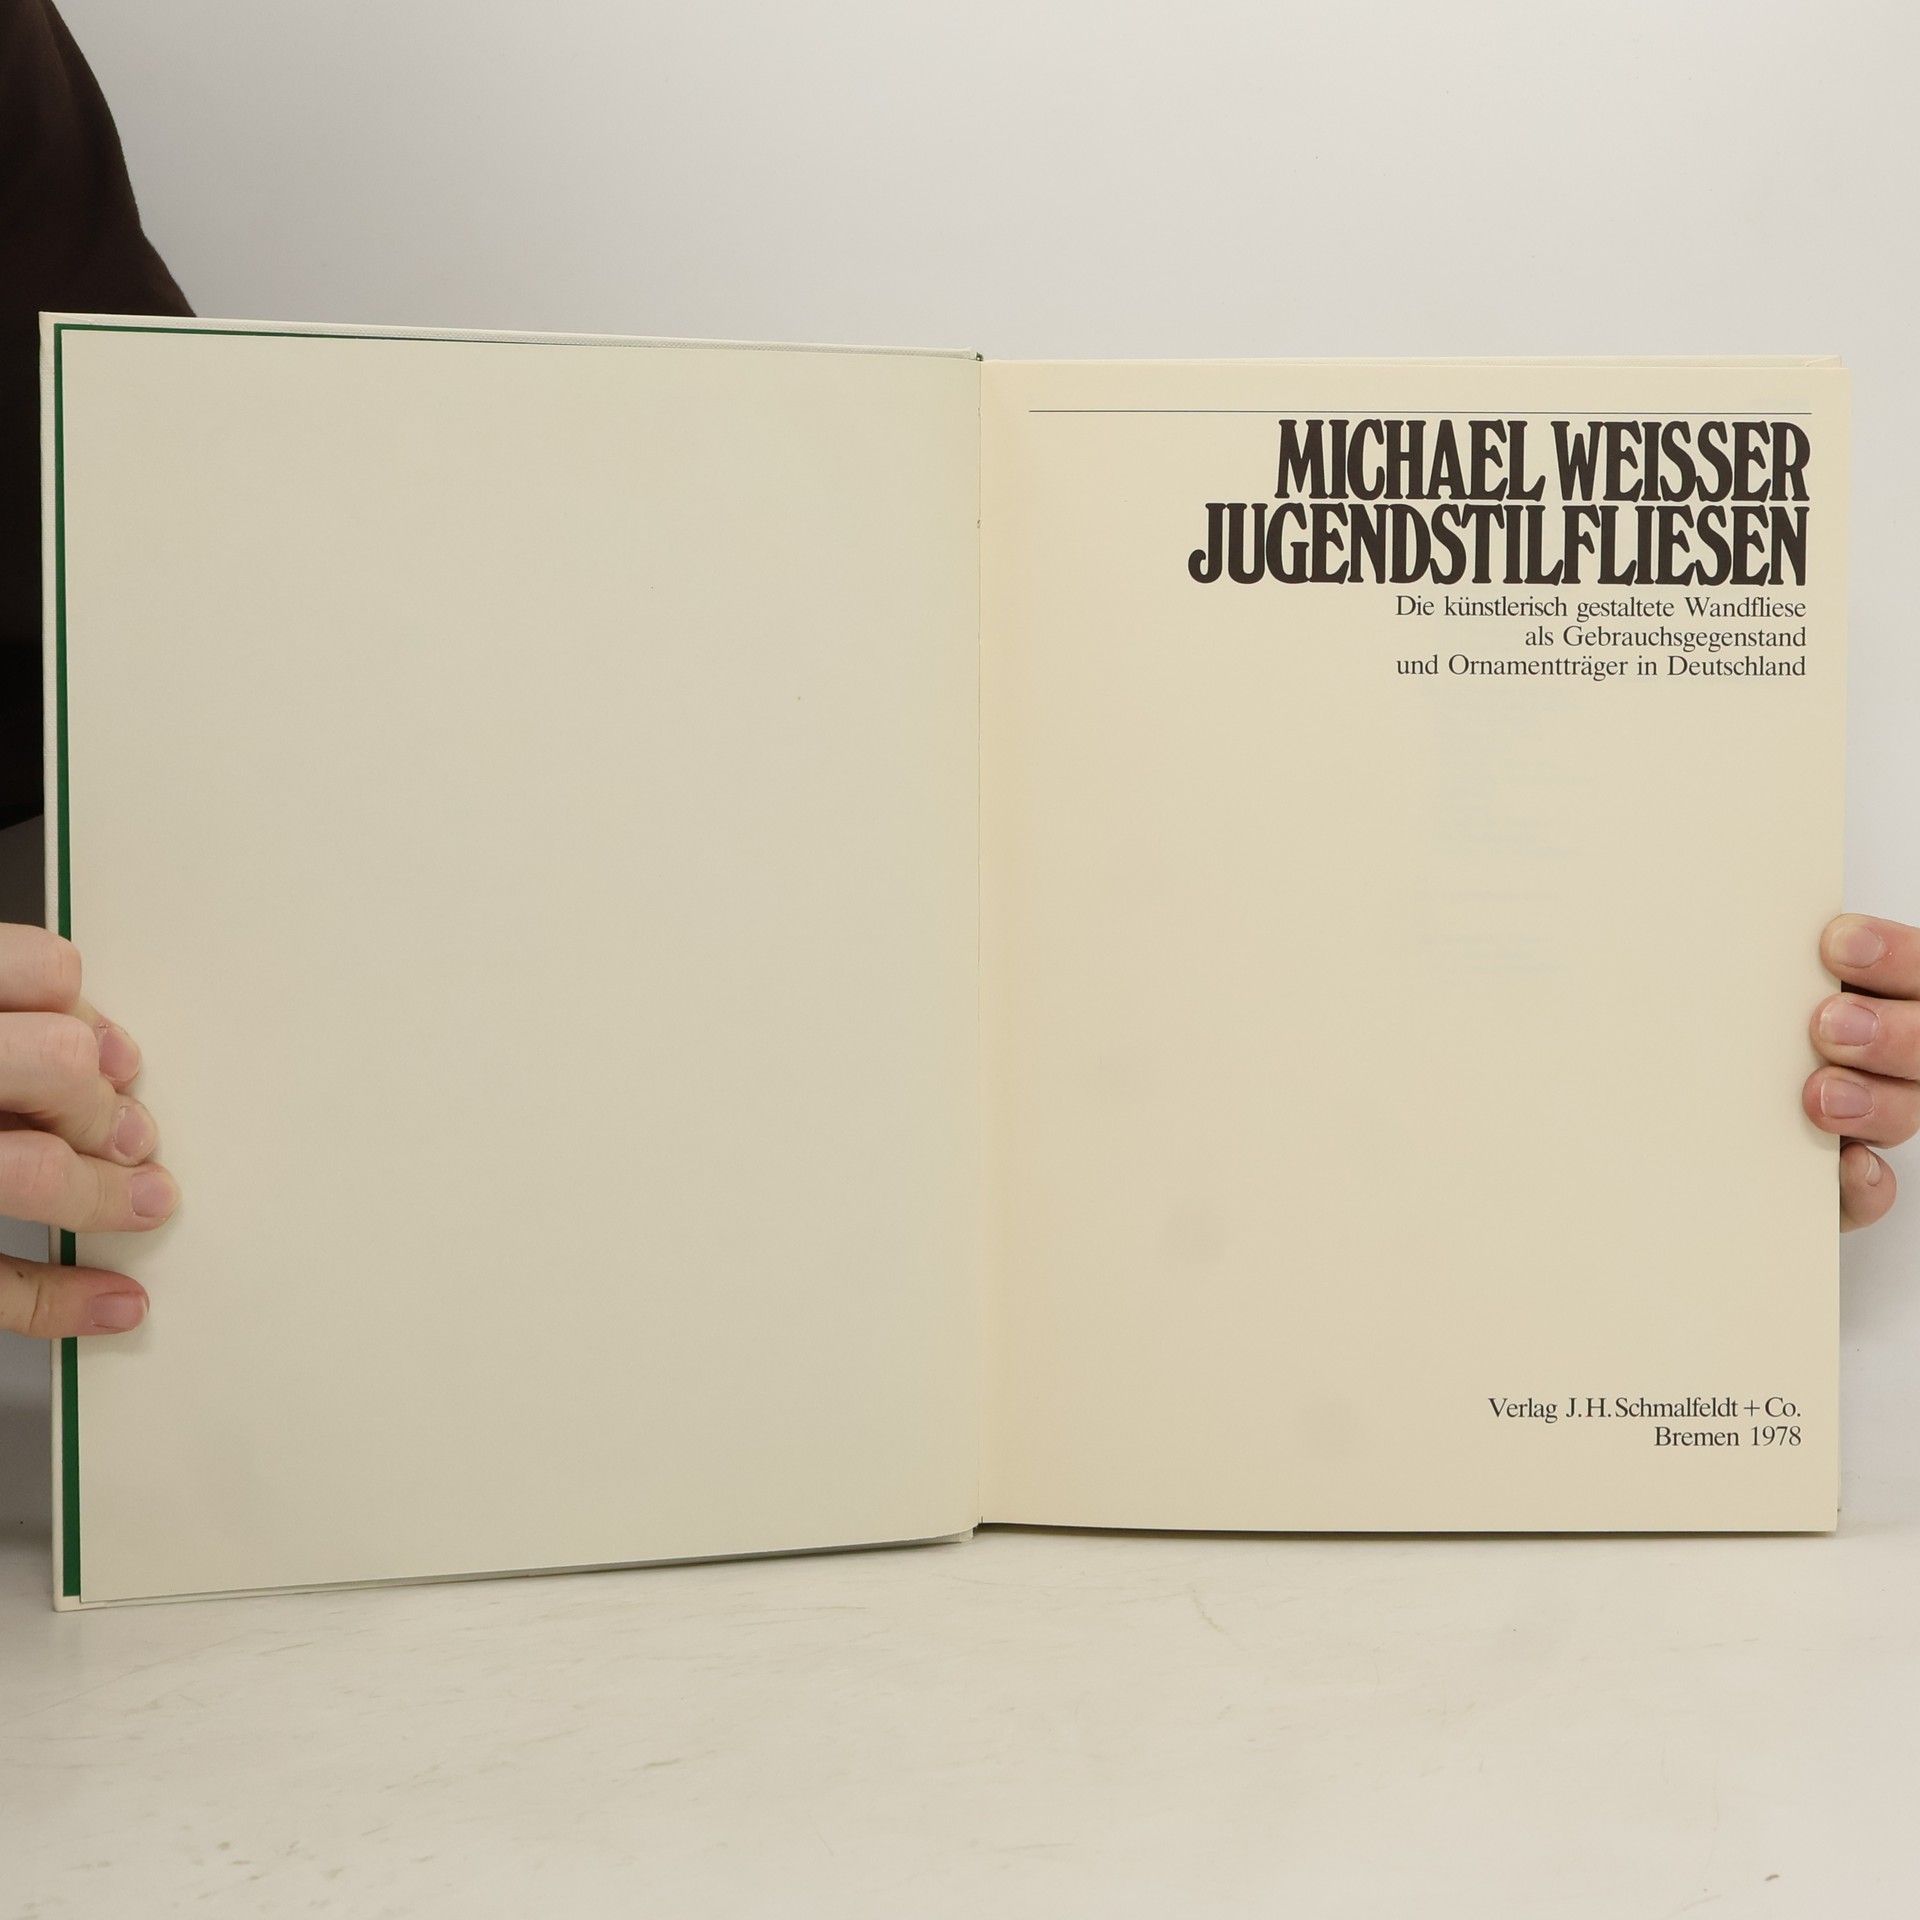 MICHAEL WEISSER
JUGENDSTILFLIESEN
Die künstlerisch gestaltete Wandfliese
als Gebrauchsgegenstand
und Ornamentträger in Deutschland
Verlag J.H.Schmalfeldt + Co.
Bremen 1978